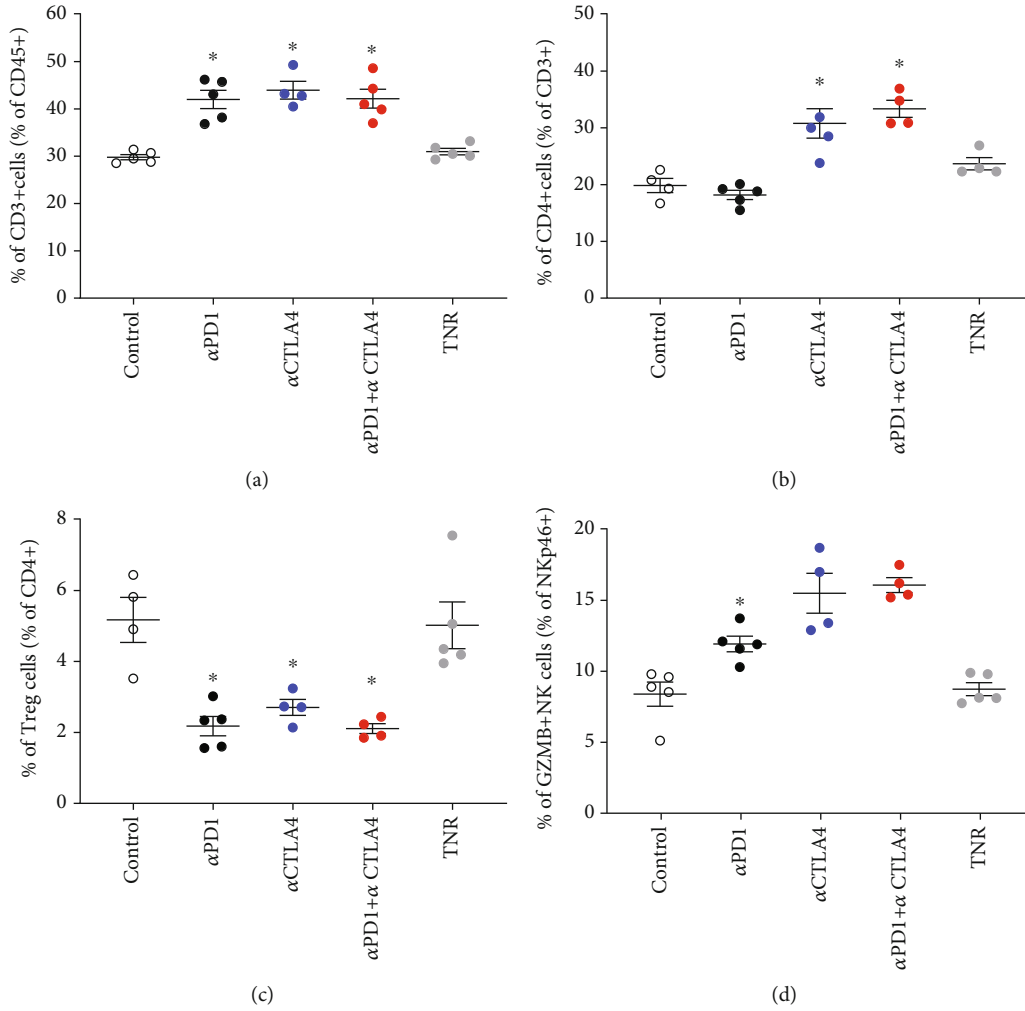 % of CD3+cells (% of CD45+)
60
50
40
30
20
10
0
*
*
*
Control
αPD1
αCTLA4
αPD1+α CTLA4
TNR
(a)
% of CD4+cells (% of CD3+)
50
40
30
20
10
0
*
*
Control
αPD1
αCTLA4
αPD1+α CTLA4
TNR
(b)
% of Treg cells (% of CD4+)
8
6
4
2
0
*
*
*
Control
αPD1
αCTLA4
αPD1+α CTLA4
TNR
(c)
% of GZMB+NK cells (% of NKp46+)
20
15
10
5
0
*
Control
αPD1
αCTLA4
αPD1+α CTLA4
TNR
(d)